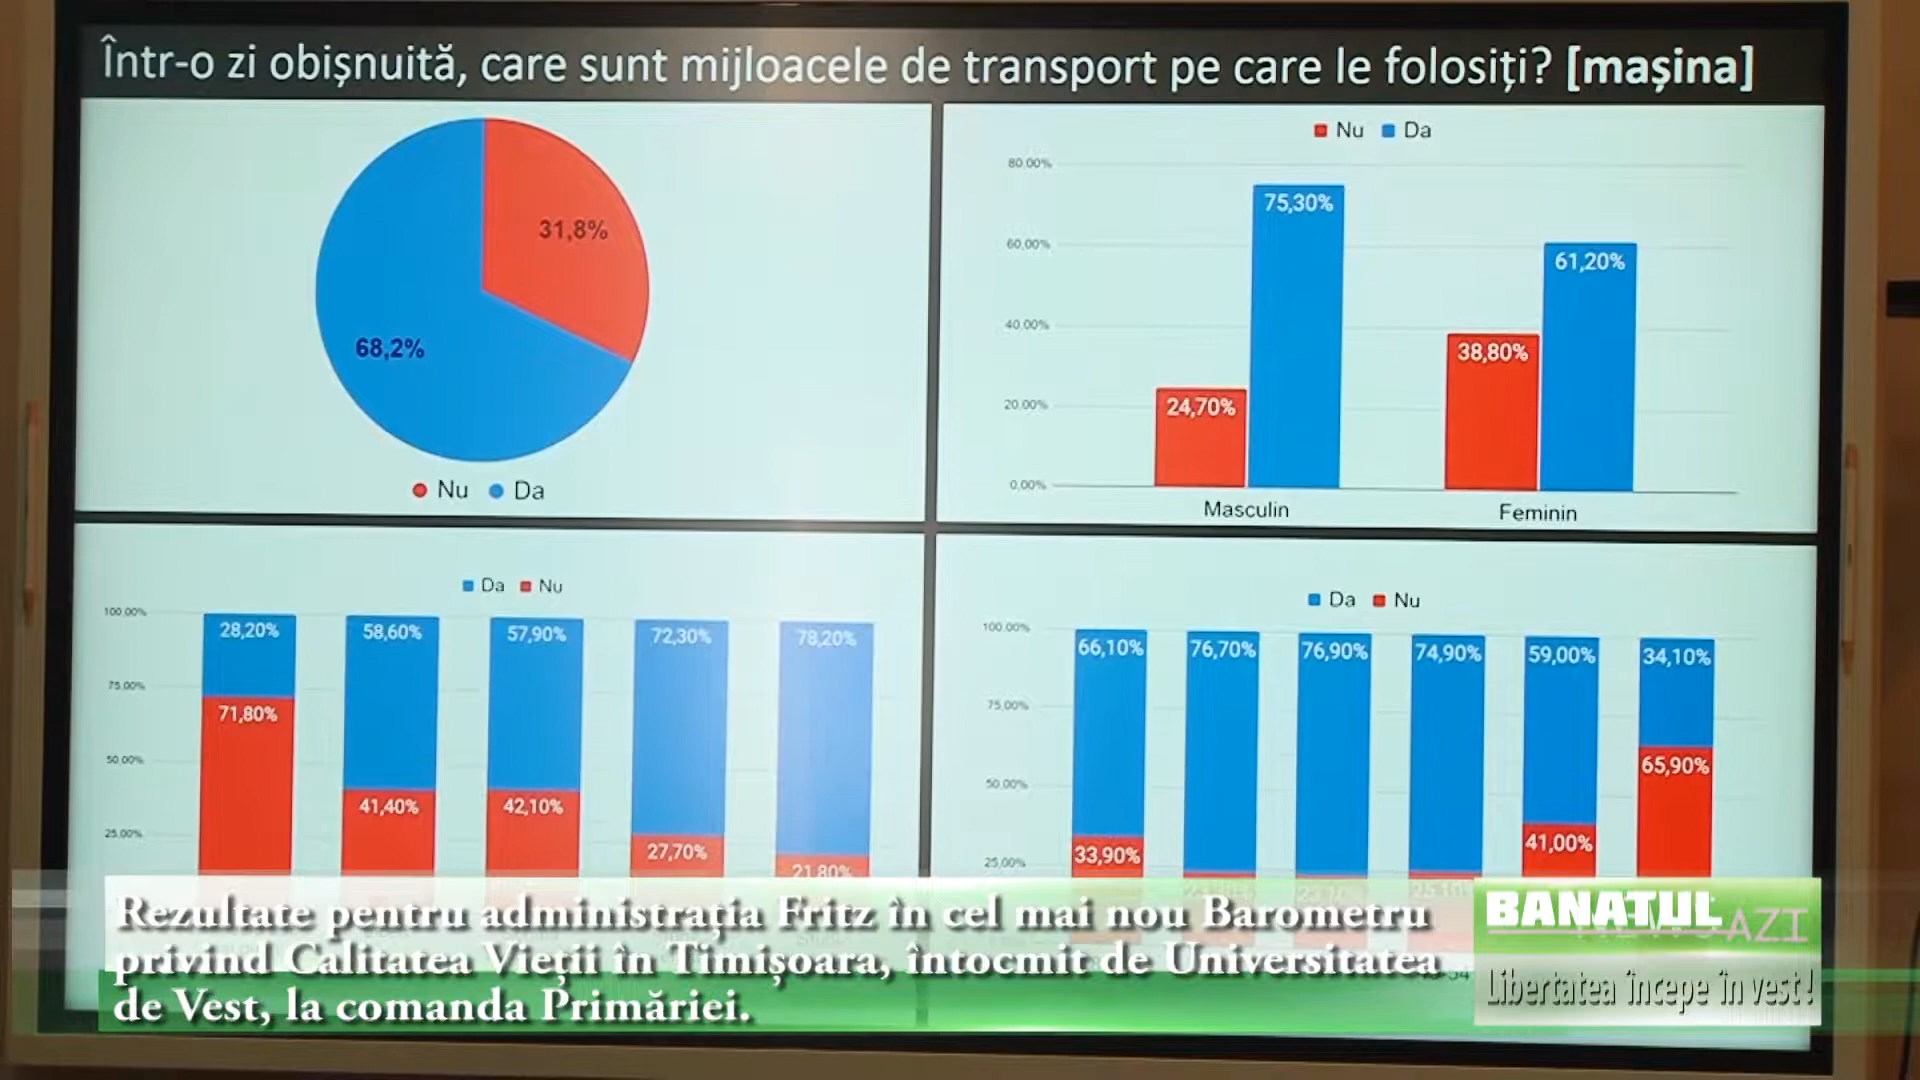 Într-o zi obișnuită, care sunt mijloacele de transport pe care le folosiți? [mașina]
31,8%
68,2%
Nu Da
Nu Da
80.00%
60.00%
40.00%
20.00%
0.00%
75,30%
61,20%
38,80%
24,70%
Masculin Feminin
Da Nu
100.00%
75.00%
50.00%
25.00%
28,20% 58,60% 57,90% 72,30% 78,20%
71,80% 41,40% 42,10% 27,70% 21,80%
Da Nu
100.00%
75.00%
50.00%
25.00%
66,10% 76,70% 76,90% 74,90% 59,00% 34,10%
33,90% 41,00% 65,90%
Rezultate pentru administrația Fritz în cel mai nou Barometru
privind Calitatea Vieții în Timișoara, întocmit de Universitatea
de Vest, la comanda Primăriei.
BANATUL
AZI
Libertatea începe în vest!